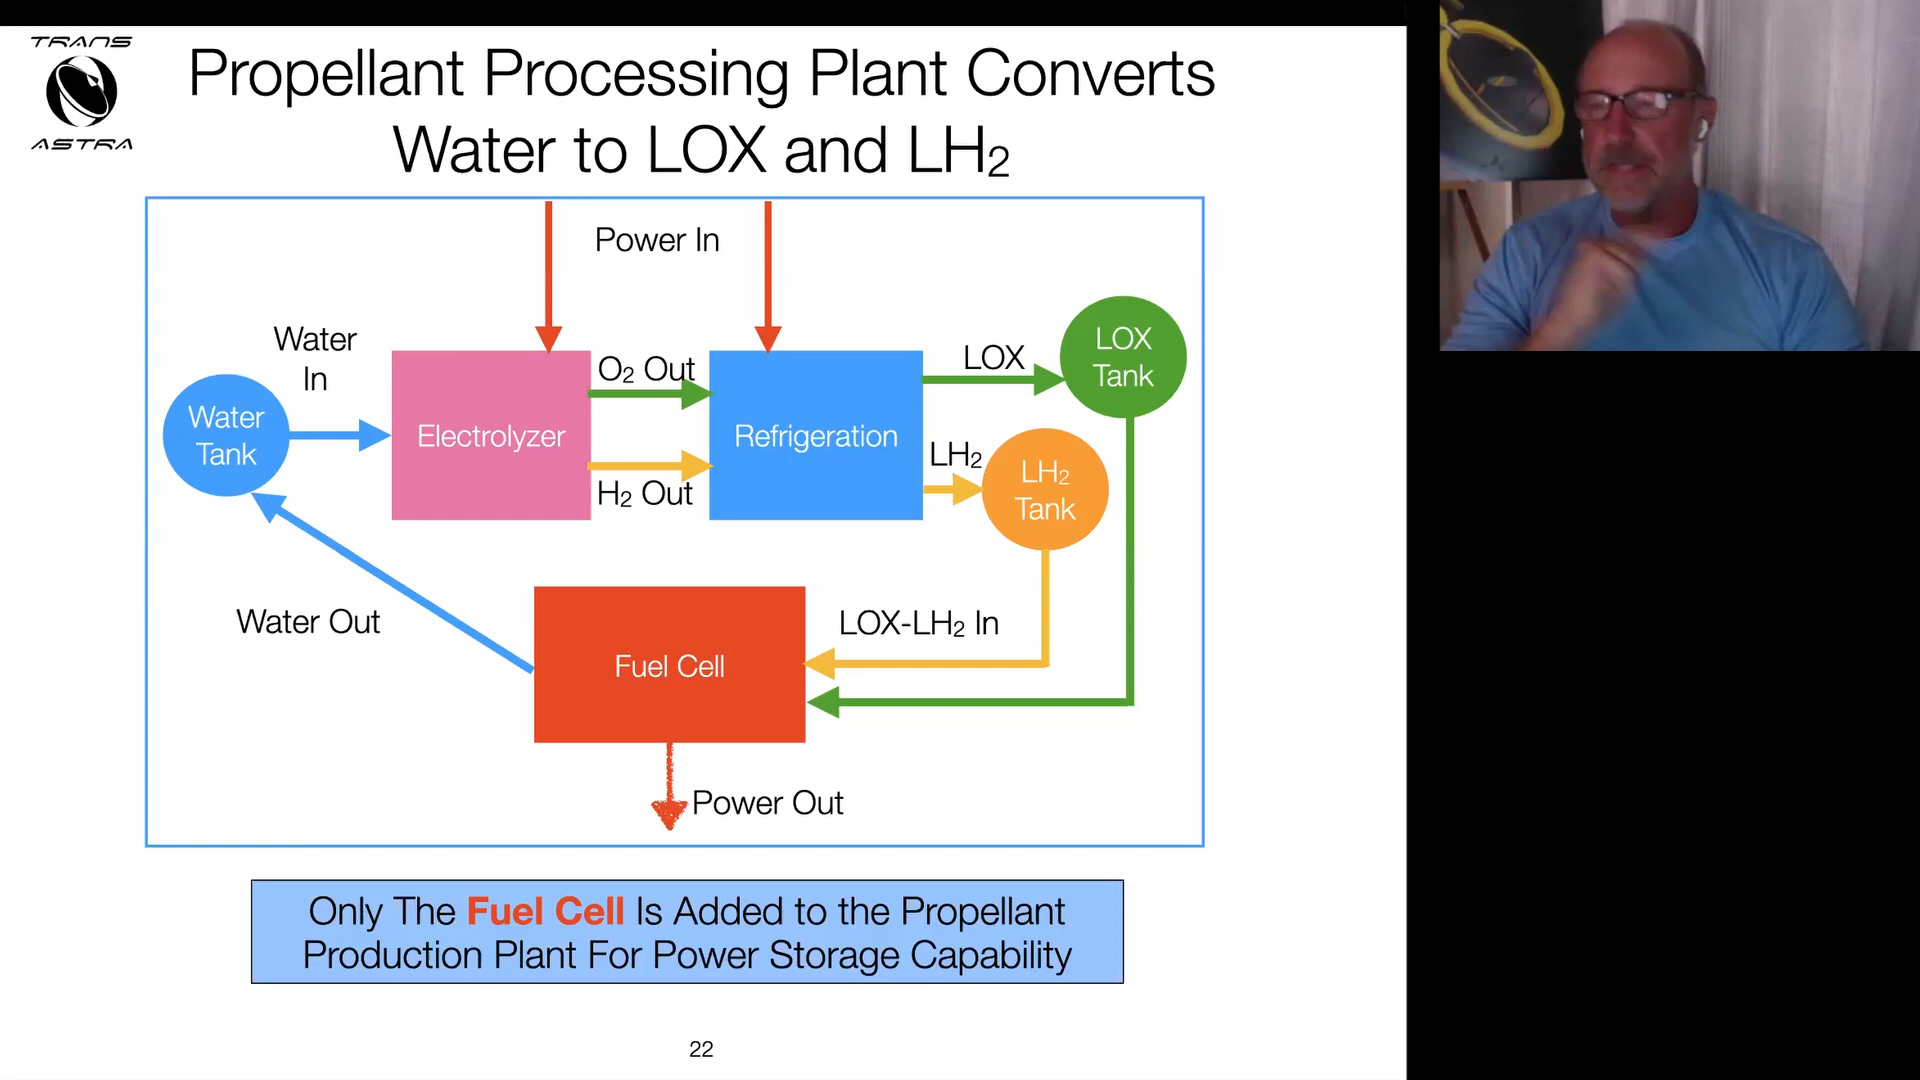 TRANS
ASTRA
Propellant Processing Plant Converts
Water to LOX and LH₂
Power In
Water
In
O₂ Out
LOX
LOX
Tank
Water
Tank
Electrolyzer
Refrigeration
LH₂
LH₂
Tank
H₂ Out
Water Out
LOX-LH₂ In
Fuel Cell
Power Out
Only The Fuel Cell Is Added to the Propellant
Production Plant For Power Storage Capability
22